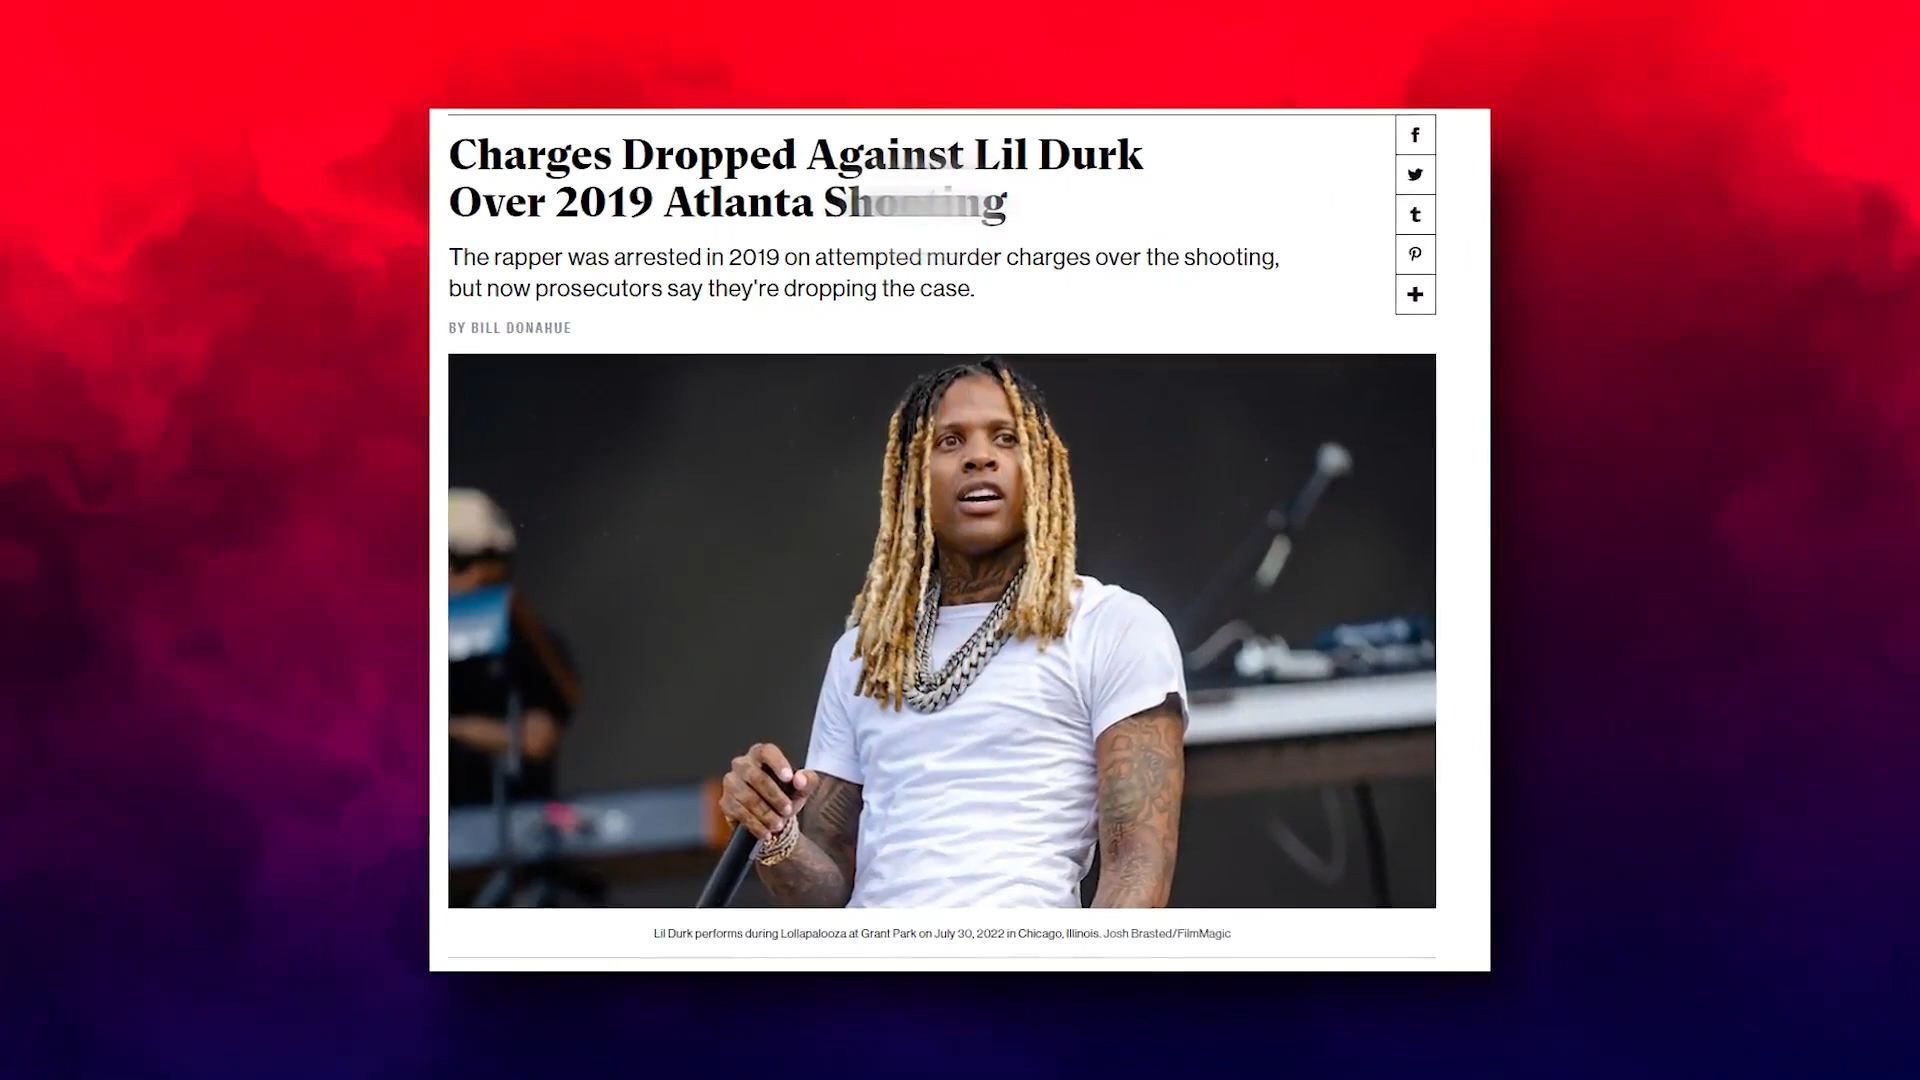 Charges Dropped Against Lil Durk
Over 2019 Atlanta Shooting
The rapper was arrested in 2019 on attempted murder charges over the shooting,
but now prosecutors say they're dropping the case.
BY BILL DONAHUE
Lil Durk performs during Lollapalooza at Grant Park on July 30, 2022 in Chicago, Illinois. Josh Brasted/FilmMagic